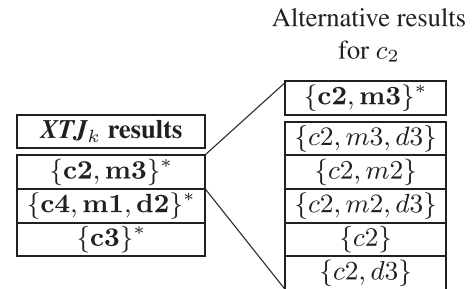 Alternative results
for c₂
XTJₖ results
{c2, m3}*
{c4, m1, d2}*
{c3}*
{c2, m3}*
{c2, m3, d3}
{c2, m2}
{c2, m2, d3}
{c2}
{c2, d3}